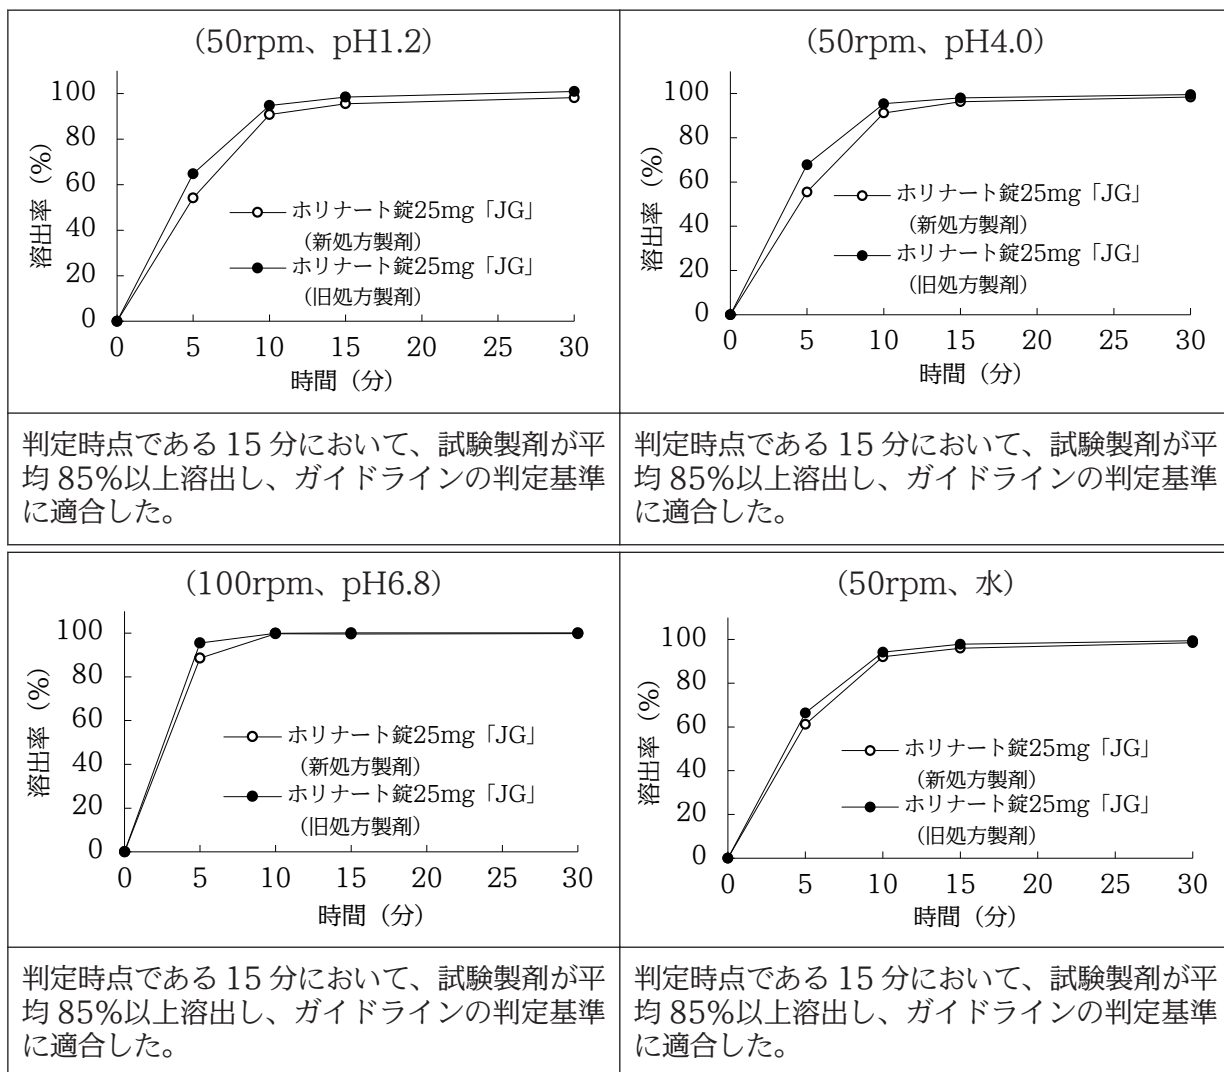 (50rpm、pH1.2)
100
80
60
40
20
0
溶出率（%）
0 5 10 15 20 25 30
時間（分）
ホリナート錠25mg「JG」
（新処方製剤）
ホリナート錠25mg「JG」
（旧処方製剤）
判定時点である 15 分において、試験製剤が平
均 85%以上溶出し、ガイドラインの判定基準
に適合した。
(50rpm、pH4.0)
100
80
60
40
20
0
溶出率（%）
0 5 10 15 20 25 30
時間（分）
ホリナート錠25mg「JG」
（新処方製剤）
ホリナート錠25mg「JG」
（旧処方製剤）
判定時点である 15 分において、試験製剤が平
均 85%以上溶出し、ガイドラインの判定基準
に適合した。
(100rpm、pH6.8)
100
80
60
40
20
0
溶出率（%）
0 5 10 15 20 25 30
時間（分）
ホリナート錠25mg「JG」
（新処方製剤）
ホリナート錠25mg「JG」
（旧処方製剤）
判定時点である 15 分において、試験製剤が平
均 85%以上溶出し、ガイドラインの判定基準
に適合した。
(50rpm、水)
100
80
60
40
20
0
溶出率（%）
0 5 10 15 20 25 30
時間（分）
ホリナート錠25mg「JG」
（新処方製剤）
ホリナート錠25mg「JG」
（旧処方製剤）
判定時点である 15 分において、試験製剤が平
均 85%以上溶出し、ガイドラインの判定基準
に適合した。